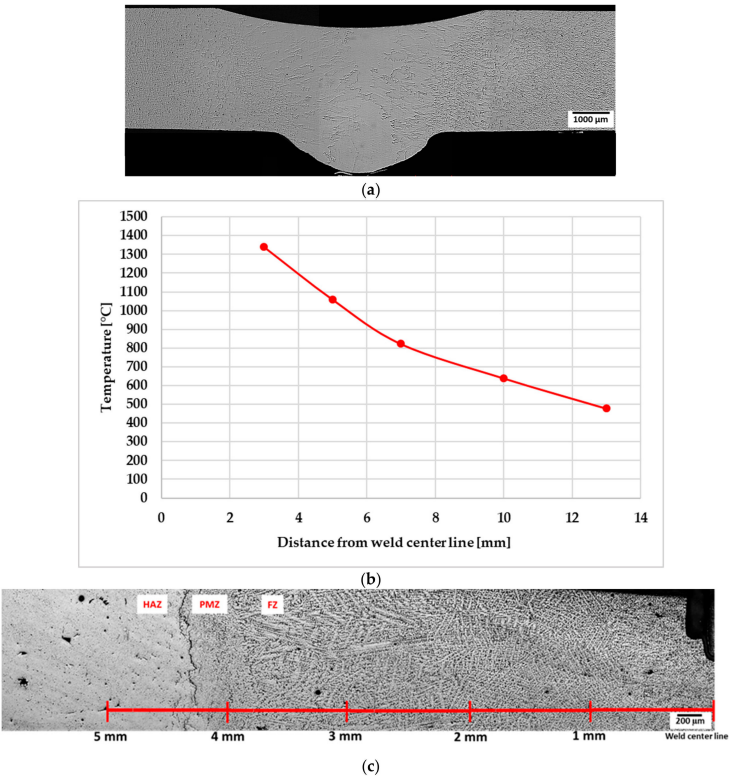 1000 µm
(a)
1500
1400
1300
1200
1100
1000
900
800
700
600
500
400
300
200
100
0
Temperature [°C]
0 2 4 6 8 10 12 14
Distance from weld center line [mm]
(b)
HAZ PMZ FZ
200 µm
5 mm 4 mm 3 mm 2 mm 1 mm Weld center line
(c)